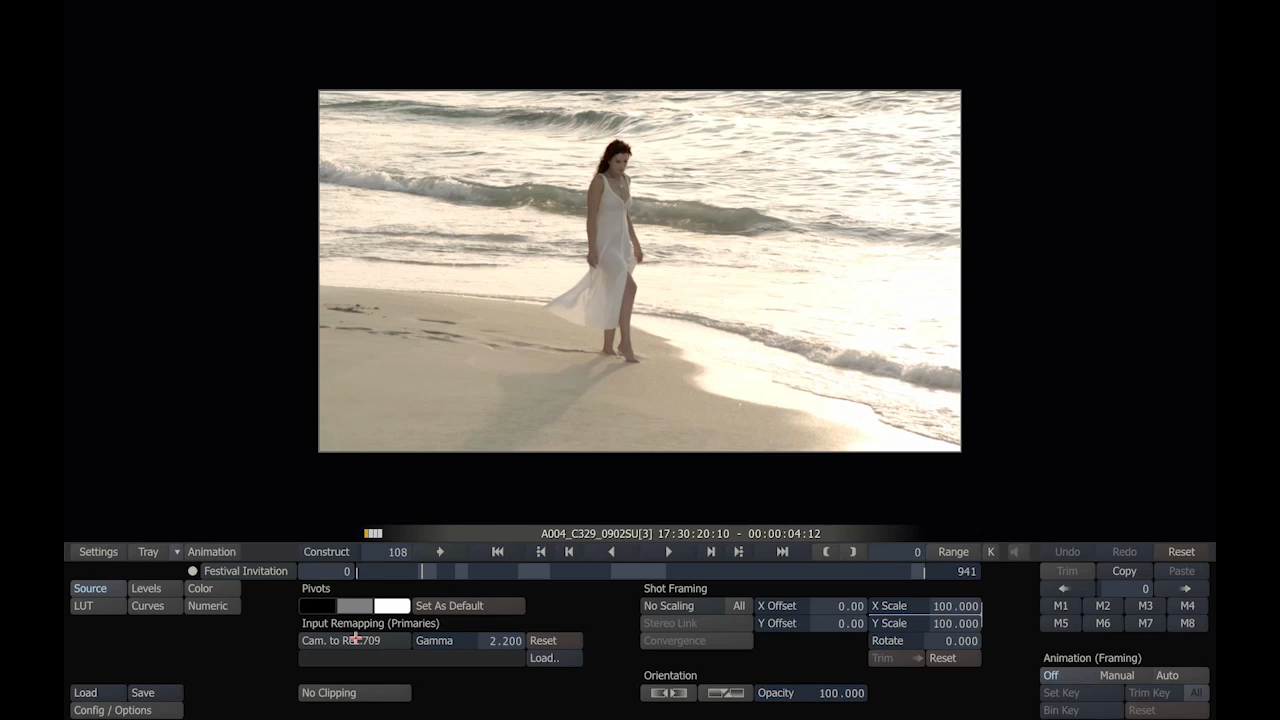 A004_C329_0902SU[3] 17:30:20:10 - 00:00:04:12
Settings Tray Animation Construct 108 0 Range K Undo Redo Reset
Festival Invitation 0 941 Trim Copy Paste
Source Levels Color Pivots Shot Framing 0
LUT Curves Numeric Set As Default No Scaling All X Offset 0.00 X Scale 100.000 M1 M2 M3 M4
Input Remapping (Primaries) Stereo Link Y Offset 0.00 Y Scale 100.000 M5 M6 M7 M8
Cam. to REC709 Gamma 2.200 Reset Convergence Rotate 0.000
Load.. Trim Reset Animation (Framing)
Orientation Off Manual Auto
Load Save No Clipping Opacity 100.000 Set Key Trim Key All
Config / Options Bin Key Reset